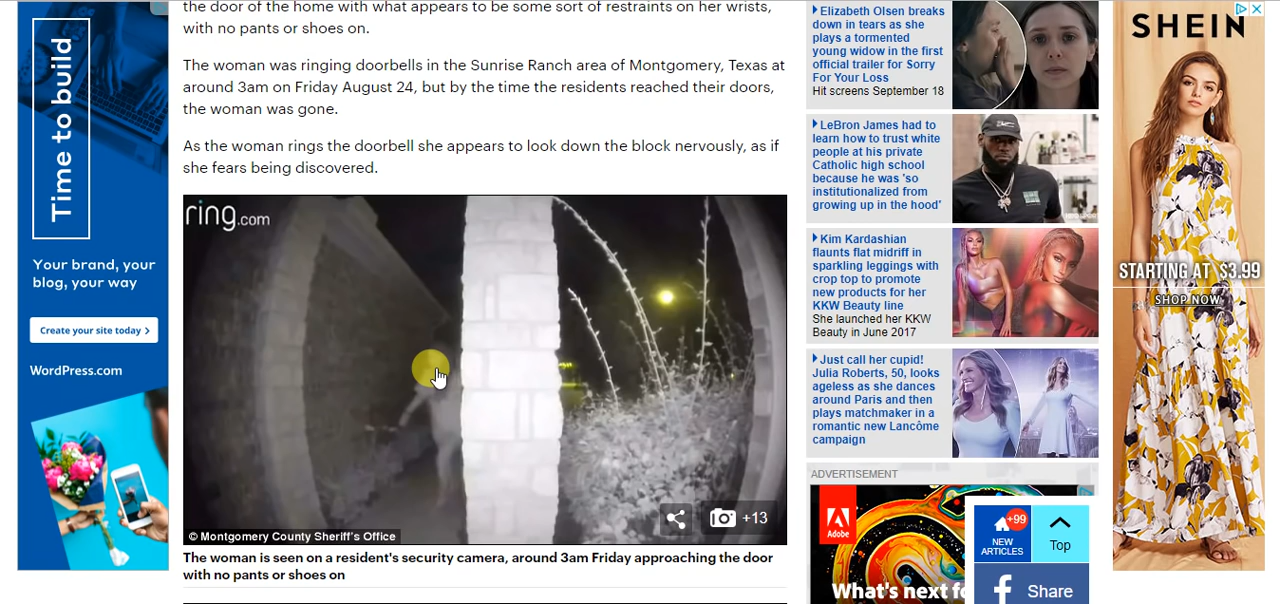 Time to build
Your brand, your
blog, your way
Create your site today >
WordPress.com
the door of the home with what appears to be some sort of restraints on her wrists,
with no pants or shoes on.
The woman was ringing doorbells in the Sunrise Ranch area of Montgomery, Texas at
around 3am on Friday August 24, but by the time the residents reached their doors,
the woman was gone.
As the woman rings the doorbell she appears to look down the block nervously, as if
she fears being discovered.
ring.com
+13
© Montgomery County Sheriff's Office
The woman is seen on a resident's security camera, around 3am Friday approaching the door
with no pants or shoes on
Elizabeth Olsen breaks
down in tears as she
plays a tormented
young widow in the first
official trailer for Sorry
For Your Loss
Hit screens September 18
LeBron James had to
learn how to trust white
people at his private
Catholic high school
because he was 'so
institutionalized from
growing up in the hood'
Kim Kardashian
flaunts flat midriff in
sparkling leggings with
crop top to promote
new products for her
KKW Beauty line
She launched her KKW
Beauty in June 2017
Just call her cupid!
Julia Roberts, 50, looks
ageless as she dances
around Paris and then
plays matchmaker in a
romantic new Lancôme
campaign
ADVERTISEMENT
Adobe
What's next fo
+99
NEW
ARTICLES
Top
f Share
SHEIN
STARTING AT $3.99
SHOP NOW
SHEIN